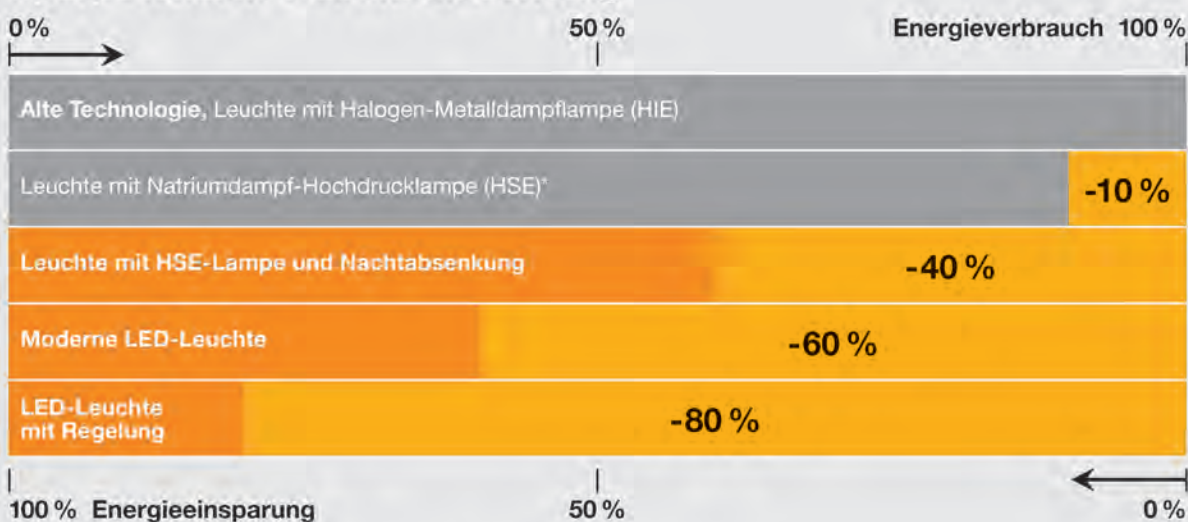 0 % 50 % Energieverbrauch 100 %
Alte Technologie, Leuchte mit Halogen-Metalldampflampe (HIE)
Leuchte mit Natriumdampf-Hochdrucklampe (HSE)* -10 %
Leuchte mit HSE-Lampe und Nachtabsenkung -40 %
Moderne LED-Leuchte -60 %
LED-Leuchte
mit Regelung -80 %
100 % Energieeinsparung 50 % 0 %